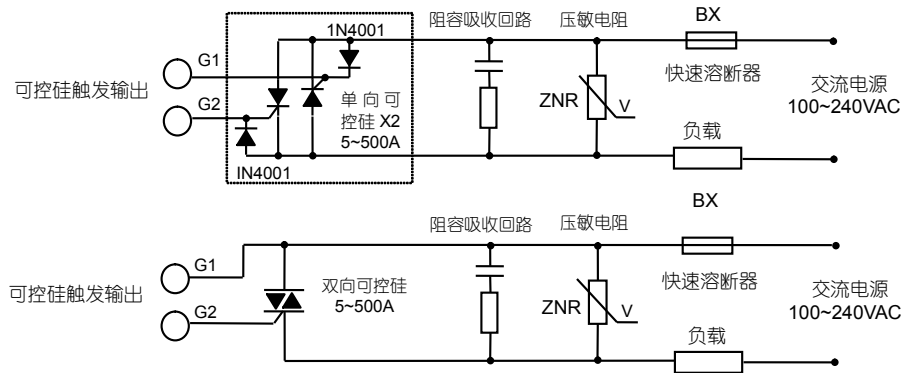 1N4001
阻容吸收回路
压敏电阻
BX
G1
可控硅触发输出
G2
单向可
控硅 X2
5~500A
ZNR
V
快速溶断器
交流电源
100~240VAC
负载
IN4001
BX
阻容吸收回路
压敏电阻
G1
可控硅触发输出
G2
双向可控硅
5~500A
ZNR
V
快速溶断器
交流电源
100~240VAC
负载